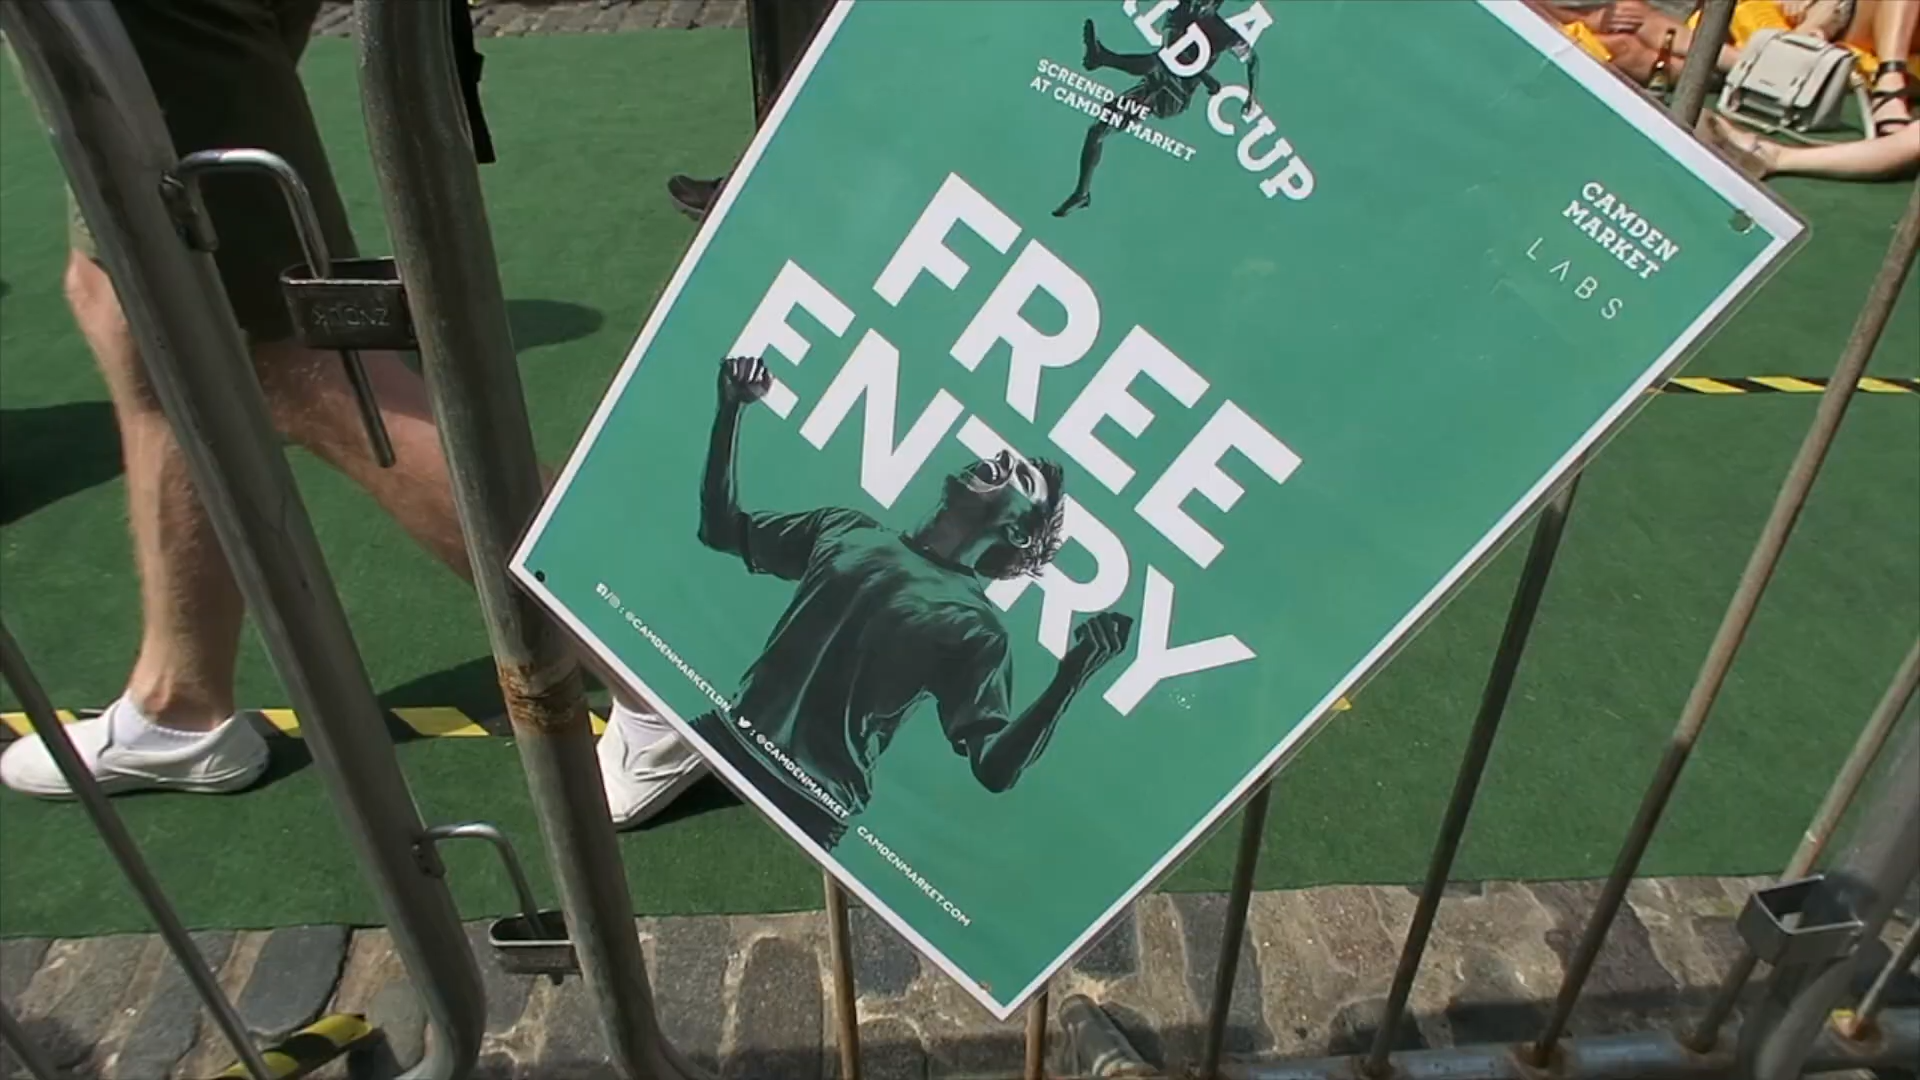 A
LD
CUP
SCREENED LIVE
AT CAMDEN MARKET
CAMDEN
MARKET
LABS
FREE
ENTRY
: @CAMDENMARKETLDN
: @CAMDENMARKET
CAMDENMARKET.COM